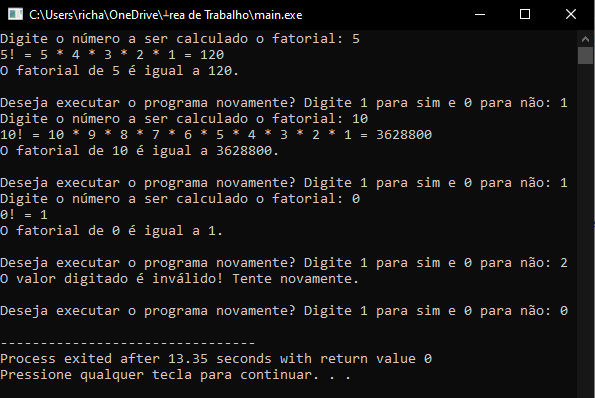 C:\Users\richa\OneDrive\┴rea de Trabalho\main.exe
Digite o número a ser calculado o fatorial: 5
5! = 5 * 4 * 3 * 2 * 1 = 120
O fatorial de 5 é igual a 120.
Deseja executar o programa novamente? Digite 1 para sim e 0 para não: 1
Digite o número a ser calculado o fatorial: 10
10! = 10 * 9 * 8 * 7 * 6 * 5 * 4 * 3 * 2 * 1 = 3628800
O fatorial de 10 é igual a 3628800.
Deseja executar o programa novamente? Digite 1 para sim e 0 para não: 1
Digite o número a ser calculado o fatorial: 0
0! = 1
O fatorial de 0 é igual a 1.
Deseja executar o programa novamente? Digite 1 para sim e 0 para não: 2
O valor digitado é inválido! Tente novamente.
Deseja executar o programa novamente? Digite 1 para sim e 0 para não: 0
--------------------------------
Process exited after 13.35 seconds with return value 0
Pressione qualquer tecla para continuar. . .